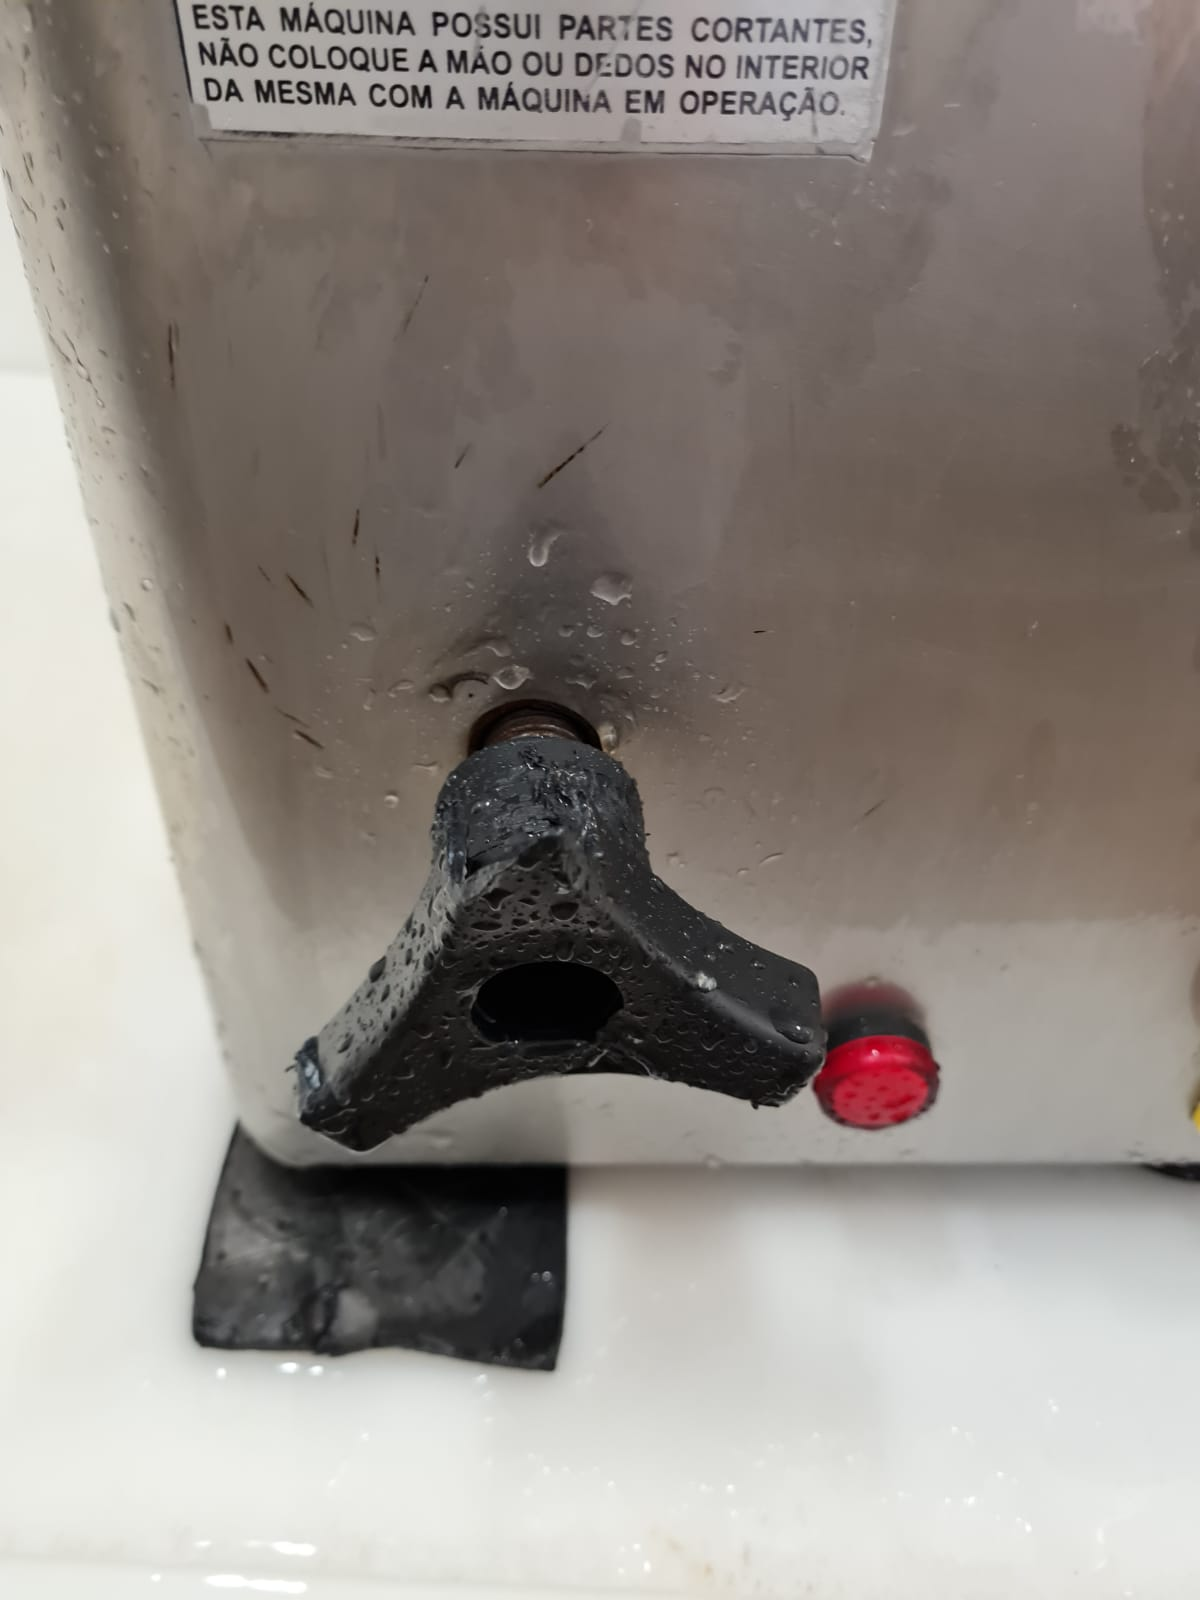 ESTA MÁQUINA POSSUI PARTES CORTANTES,
NÃO COLOQUE A MÃO OU DEDOS NO INTERIOR
DA MESMA COM A MÁQUINA EM OPERAÇÃO.